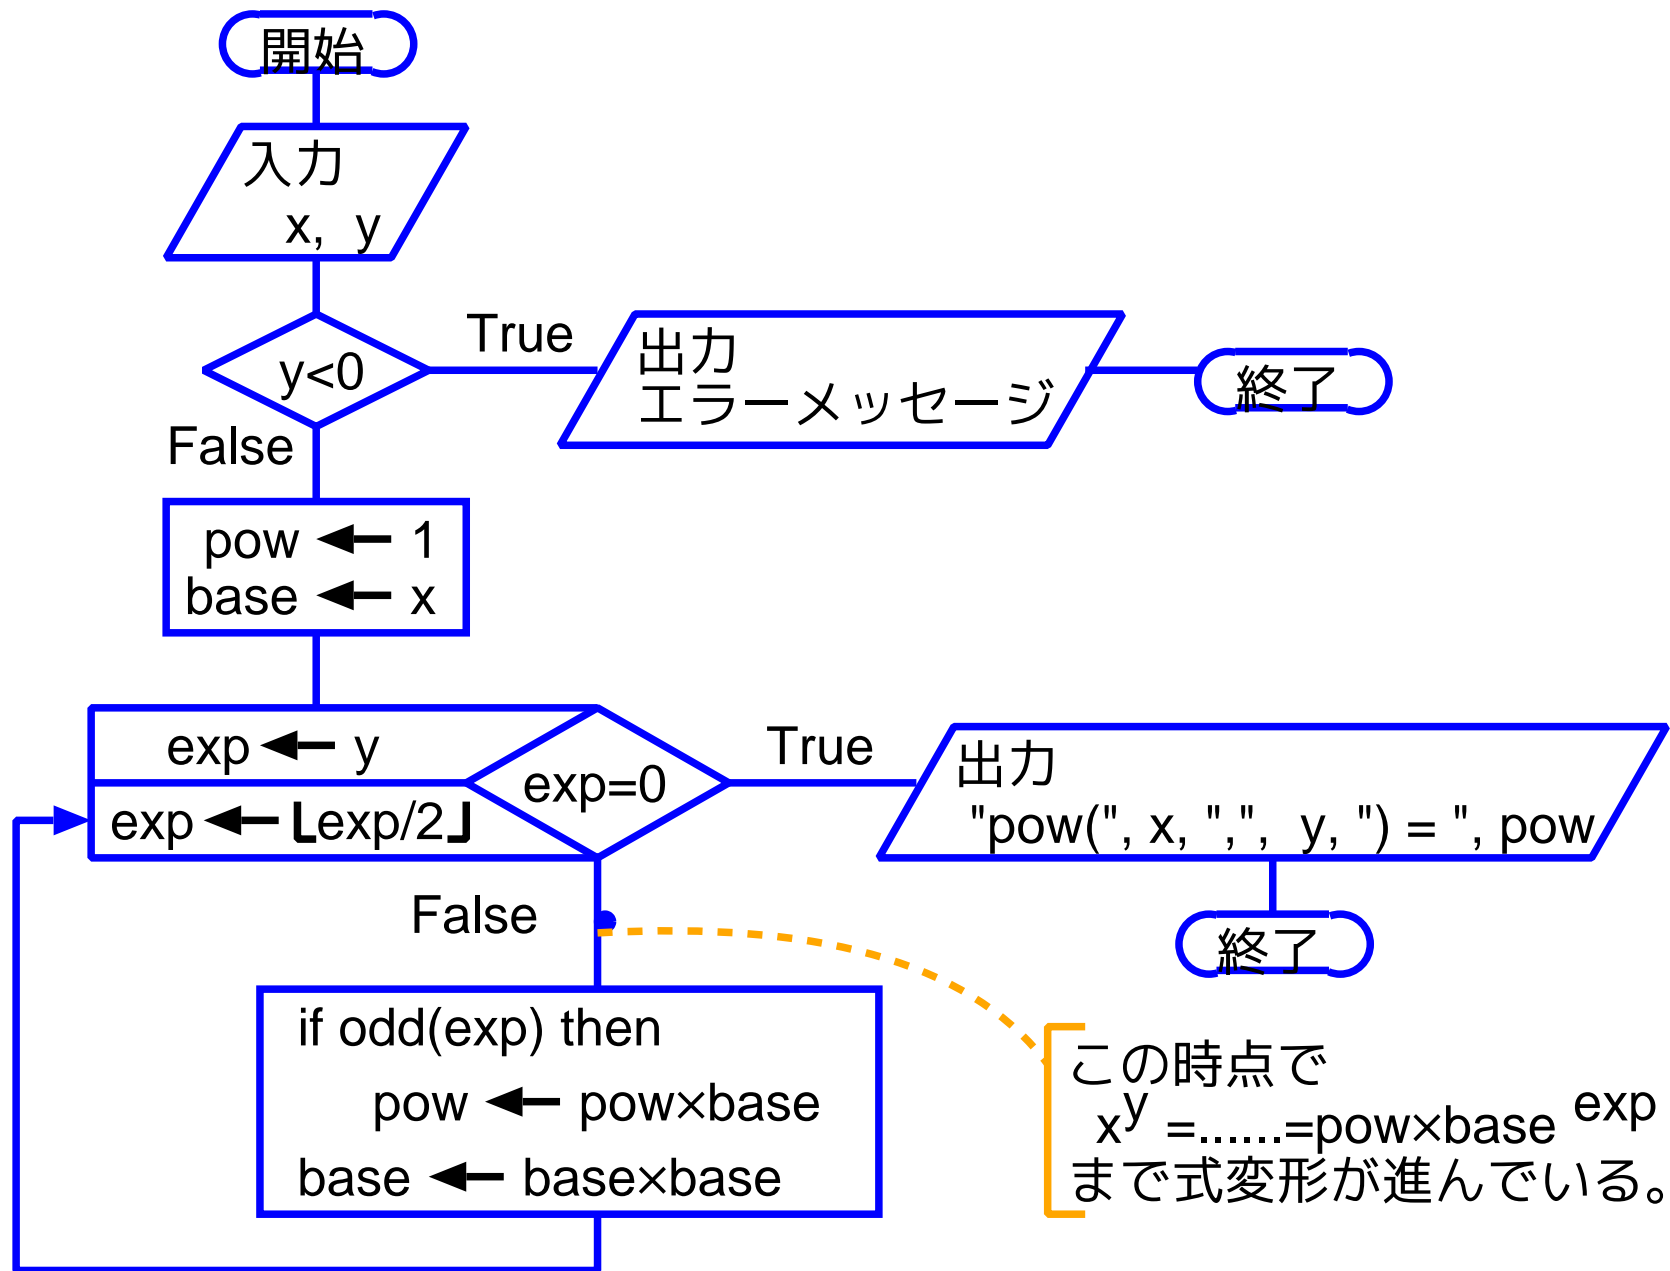 開始
入力
x, y
y<0
True
出力
エラーメッセージ
終了
False
pow ← 1
base ← x
exp ← y
exp ← ⌊exp/2⌋
exp=0
True
出力
"pow(", x, ",", y, ") = ", pow
終了
False
if odd(exp) then
pow ← pow×base
base ← base×base
この時点で
x^y =......=pow×base^exp
まで式変形が進んでいる。